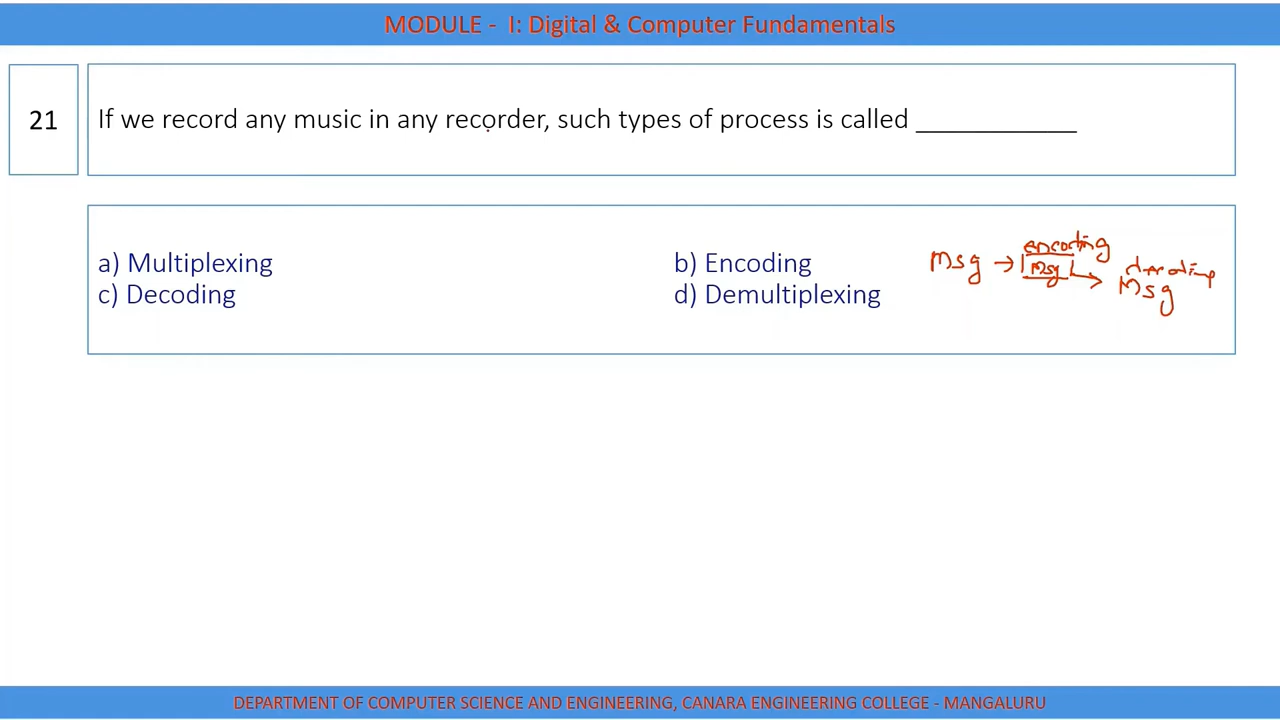 MODULE - I: Digital & Computer Fundamentals
21
If we record any music in any recorder, such types of process is called ____________
a) Multiplexing
b) Encoding
c) Decoding
d) Demultiplexing
encoding
Msg → Msg → decoding
Msg
DEPARTMENT OF COMPUTER SCIENCE AND ENGINEERING, CANARA ENGINEERING COLLEGE - MANGALURU